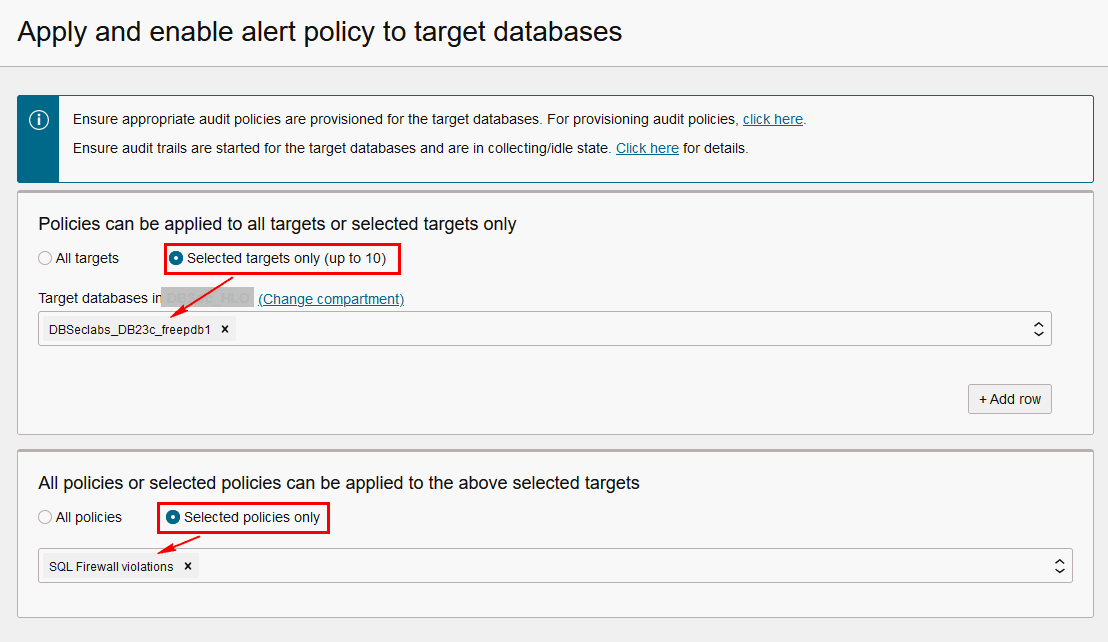 Apply and enable alert policy to target databases
Ensure appropriate audit policies are provisioned for the target databases. For provisioning audit policies, click here.
Ensure audit trails are started for the target databases and are in collecting/idle state. Click here for details.
Policies can be applied to all targets or selected targets only
All targets Selected targets only (up to 10)
Target databases in (Change compartment)
DBSeclabs_DB23c_freepdb1 ×
+ Add row
All policies or selected policies can be applied to the above selected targets
All policies Selected policies only
SQL Firewall violations ×